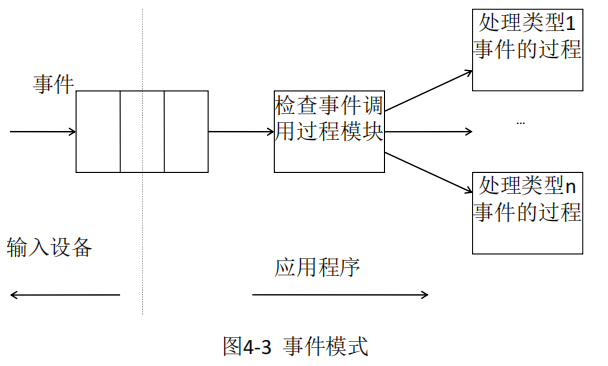 处理类型1
事件的过程
事件
检查事件调
用过程模块
...
处理类型n
事件的过程
输入设备
应用程序
图4-3 事件模式